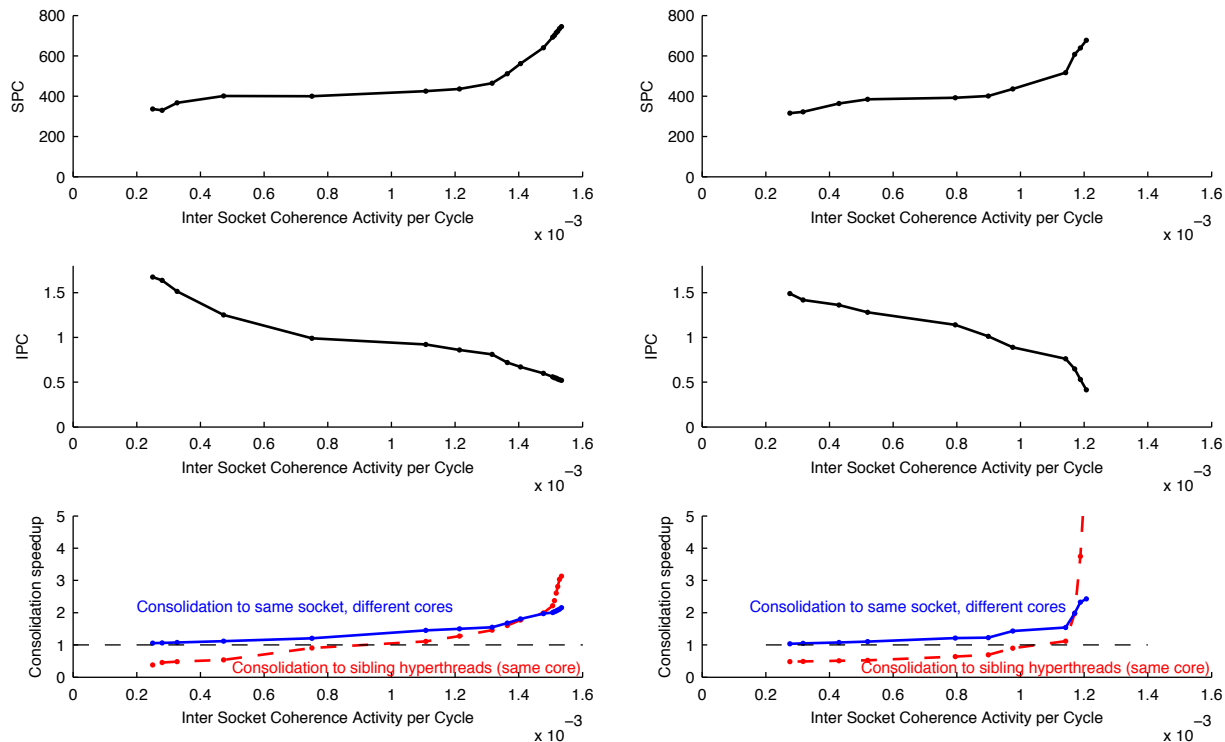 800
600
400
200
0
SPC
0 0.2 0.4 0.6 0.8 1 1.2 1.4 1.6
Inter Socket Coherence Activity per Cycle
x 10−3
800
600
400
200
0
SPC
0 0.2 0.4 0.6 0.8 1 1.2 1.4 1.6
Inter Socket Coherence Activity per Cycle
x 10−3
1.5
1
0.5
0
IPC
0 0.2 0.4 0.6 0.8 1 1.2 1.4 1.6
Inter Socket Coherence Activity per Cycle
x 10−3
1.5
1
0.5
0
IPC
0 0.2 0.4 0.6 0.8 1 1.2 1.4 1.6
Inter Socket Coherence Activity per Cycle
x 10−3
5
4
3
2
1
0
Consolidation speedup
Consolidation to same socket, different cores
Consolidation to sibling hyperthreads (same core)
0 0.2 0.4 0.6 0.8 1 1.2 1.4 1.6
Inter Socket Coherence Activity per Cycle
x 10−3
5
4
3
2
1
0
Consolidation speedup
Consolidation to same socket, different cores
Consolidation to sibling hyperthreads (same core)
0 0.2 0.4 0.6 0.8 1 1.2 1.4 1.6
Inter Socket Coherence Activity per Cycle
x 10−3